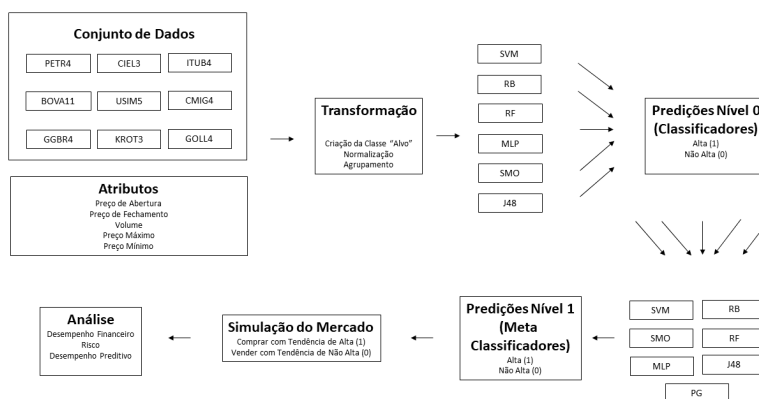 Conjunto de Dados
PETR4
CIEL3
ITUB4
BOVA11
USIM5
CMIG4
GGBR4
KROT3
GOLL4
Atributos
Preço de Abertura
Preço de Fechamento
Volume
Preço Máximo
Preço Mínimo
Transformação
Criação da Classe "Alvo"
Normalização
Agrupamento
SVM
RB
RF
MLP
SMO
J48
Predições Nível 0
(Classificadores)
Alta (1)
Não Alta (0)
SVM
RB
SMO
RF
MLP
J48
PG
Predições Nível 1
(Meta
Classificadores)
Alta (1)
Não Alta (0)
Simulação do Mercado
Comprar com Tendência de Alta (1)
Vender com Tendência de Não Alta (0)
Análise
Desempenho Financeiro
Risco
Desempenho Preditivo